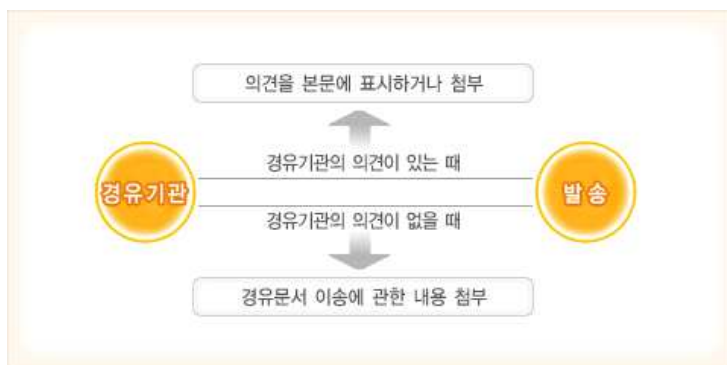 의견을 본문에 표시하거나 첨부
경유기관의 의견이 있는 때
경유기관
발송
경유기관의 의견이 없을 때
경유문서 이송에 관한 내용 첨부